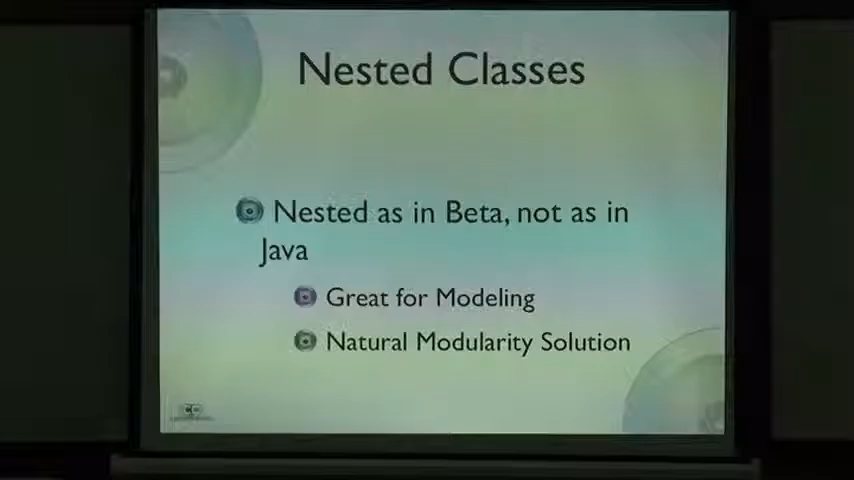 Nested Classes
Nested as in Beta, not as in
Java
Great for Modeling
Natural Modularity Solution